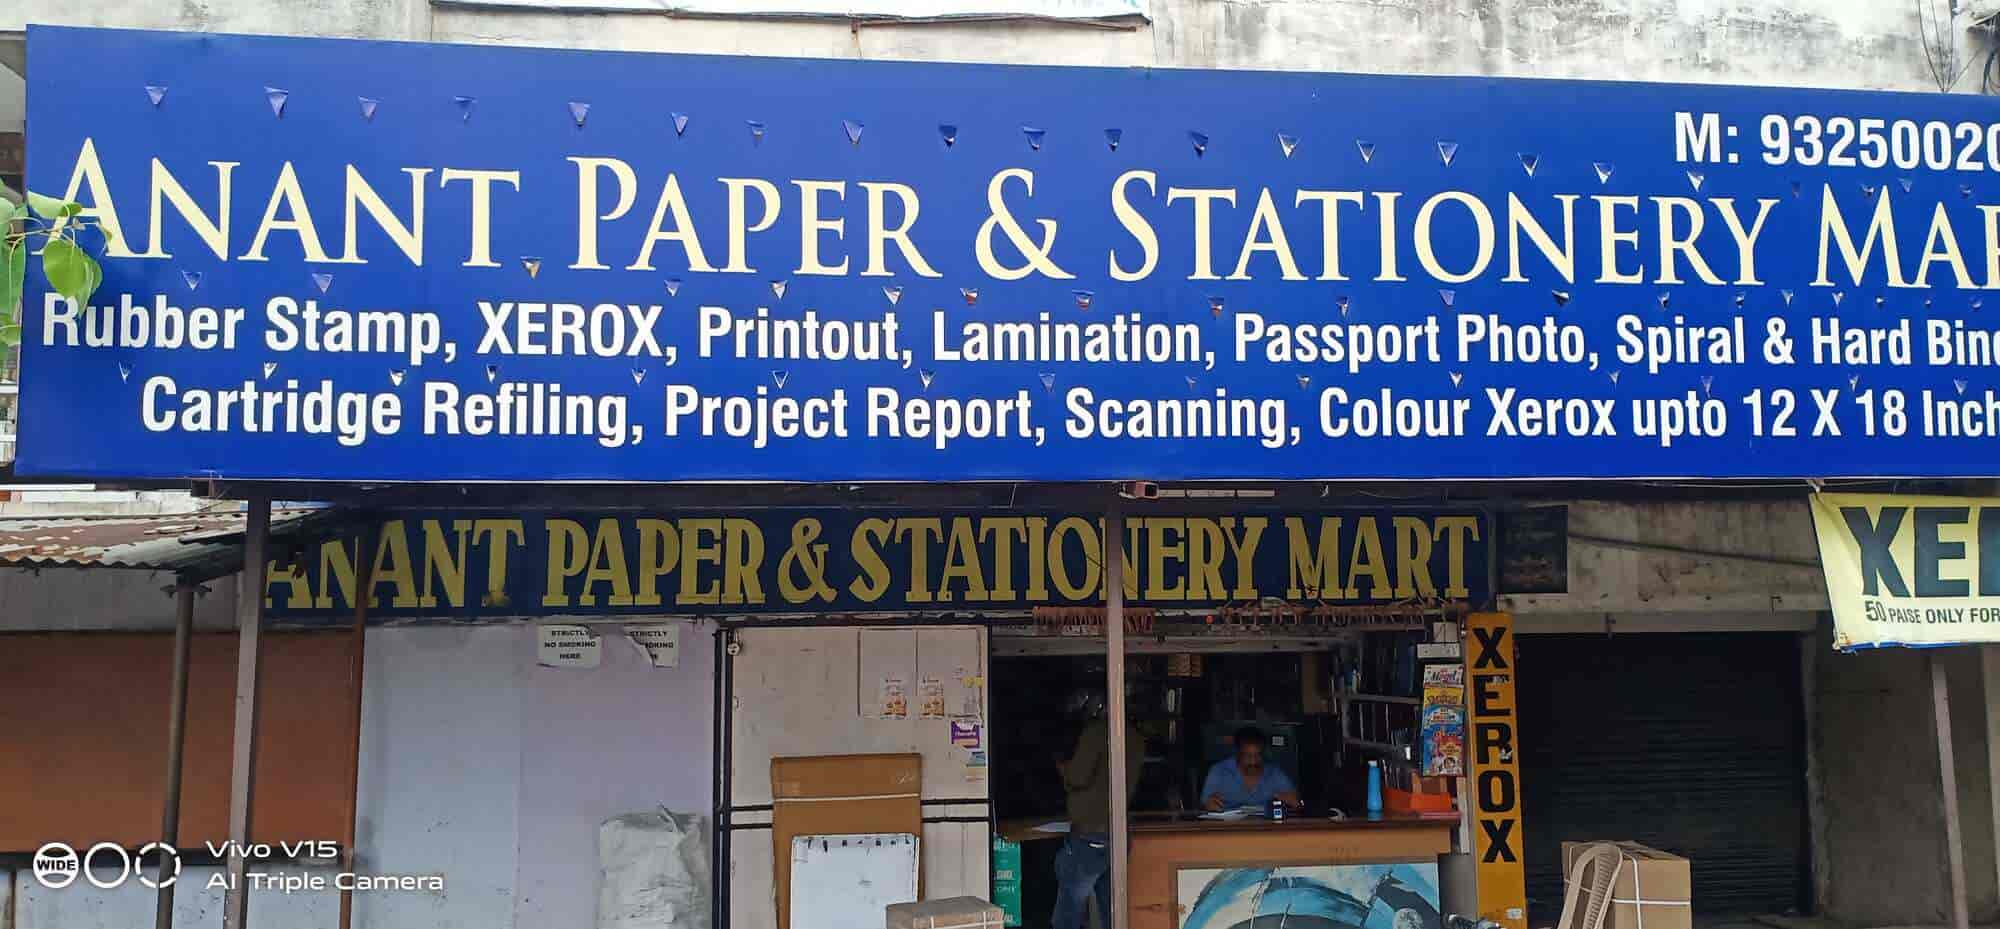 M: 93250020
ANANT PAPER & STATIONERY MAR
Rubber Stamp, XEROX, Printout, Lamination, Passport Photo, Spiral & Hard Bin
Cartridge Refiling, Project Report, Scanning, Colour Xerox upto 12 X 18 Inch
ANANT PAPER & STATIONERY MART
XE
50 PAISE ONLY FOR
STRICTLY
NO SMOKING
HERE
STRICTLY
OKING
XEROX
WIDE
Vivo V15
AI Triple Camera